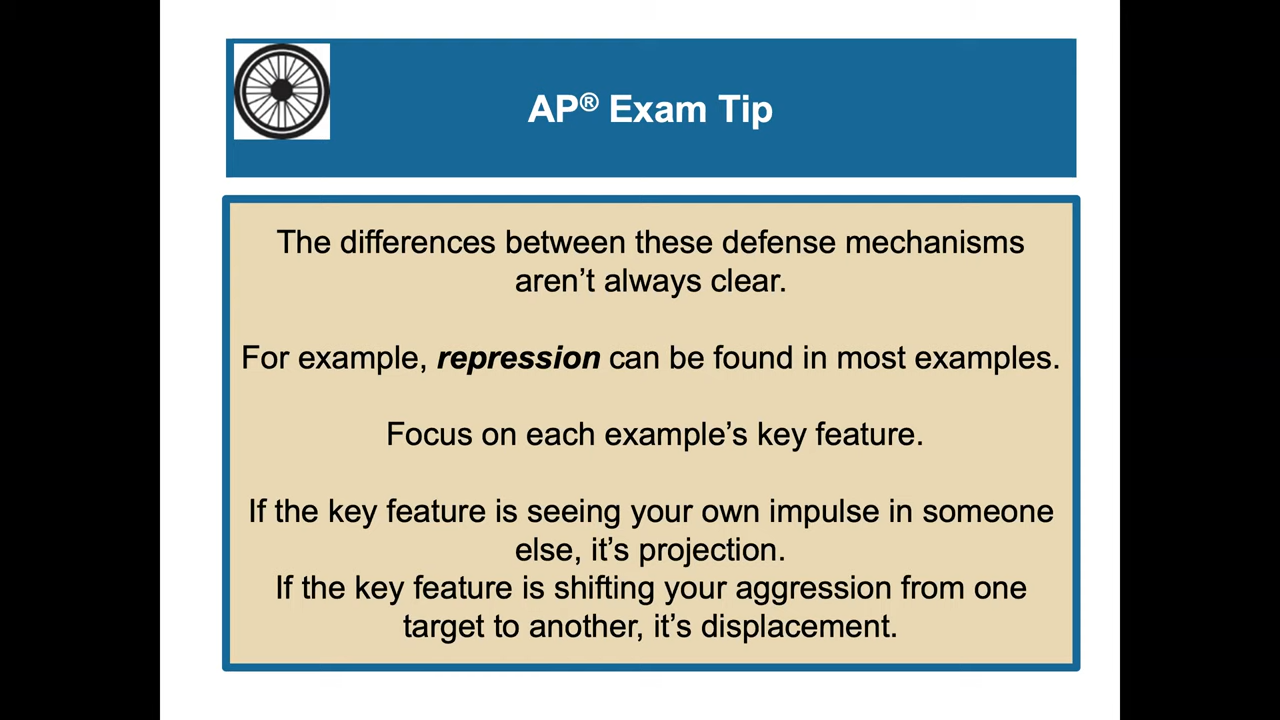 AP® Exam Tip
The differences between these defense mechanisms
aren’t always clear.
For example, repression can be found in most examples.
Focus on each example’s key feature.
If the key feature is seeing your own impulse in someone
else, it’s projection.
If the key feature is shifting your aggression from one
target to another, it’s displacement.